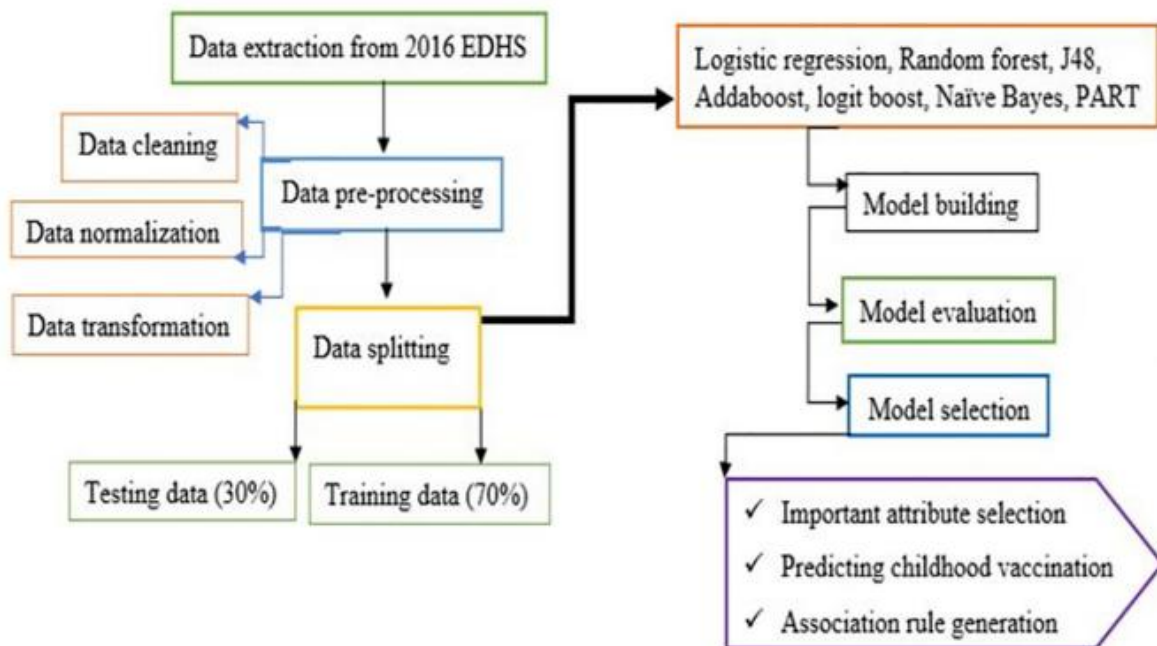 Data extraction from 2016 EDHS
Data cleaning
Data pre-processing
Data normalization
Data transformation
Data splitting
Testing data (30%)
Training data (70%)
Logistic regression, Random forest, J48,
Addaboost, logit boost, Naïve Bayes, PART
Model building
Model evaluation
Model selection
✓ Important attribute selection
✓ Predicting childhood vaccination
✓ Association rule generation